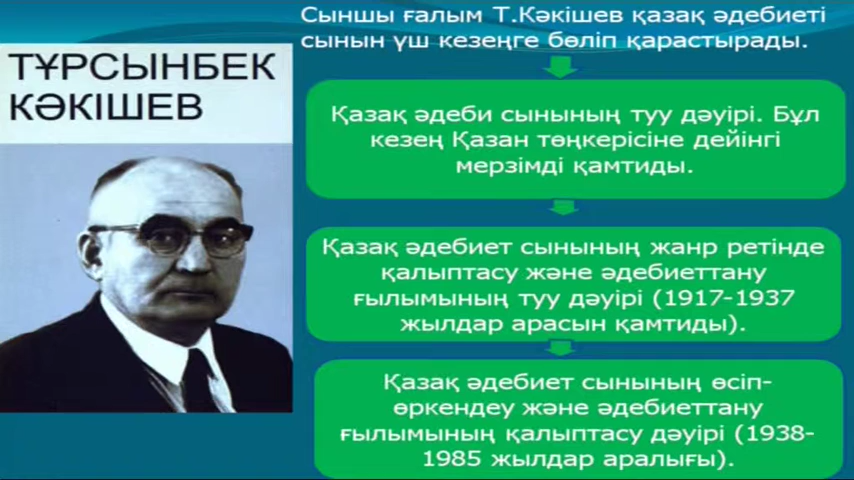 Сыншы ғалым Т.Кәкішев қазақ әдебиеті
сынын үш кезеңге бөліп қарастырады.
ТҰРСЫНБЕК
КӘКІШЕВ
Қазақ әдеби сынының туу дәуірі. Бұл
кезең Қазан төңкерісіне дейінгі
мерзімді қамтиды.
Қазақ әдебиет сынының жанр ретінде
қалыптасу және әдебиеттану
ғылымының туу дәуірі (1917-1937
жылдар арасын қамтиды).
Қазақ әдебиет сынының өсіп-
өркендеу және әдебиеттану
ғылымының қалыптасу дәуірі (1938-
1985 жылдар аралығы).